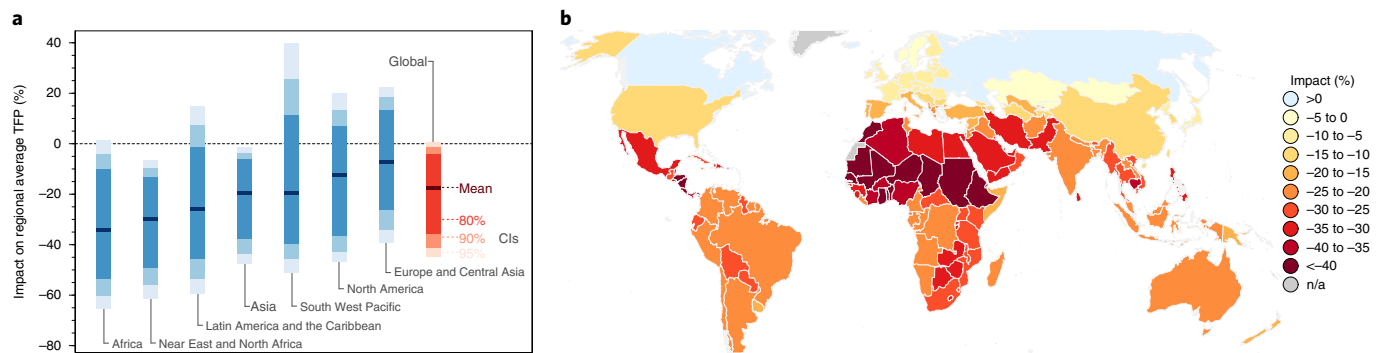 a
Impact on regional average TFP (%)
40
20
0
–20
–40
–60
–80
Global
Mean
80%
90%
CIs
95%
Europe and Central Asia
North America
South West Pacific
Asia
Latin America and the Caribbean
Near East and North Africa
Africa
b
Impact (%)
>0
–5 to 0
–10 to –5
–15 to –10
–20 to –15
–25 to –20
–30 to –25
–35 to –30
–40 to –35
<–40
n/a